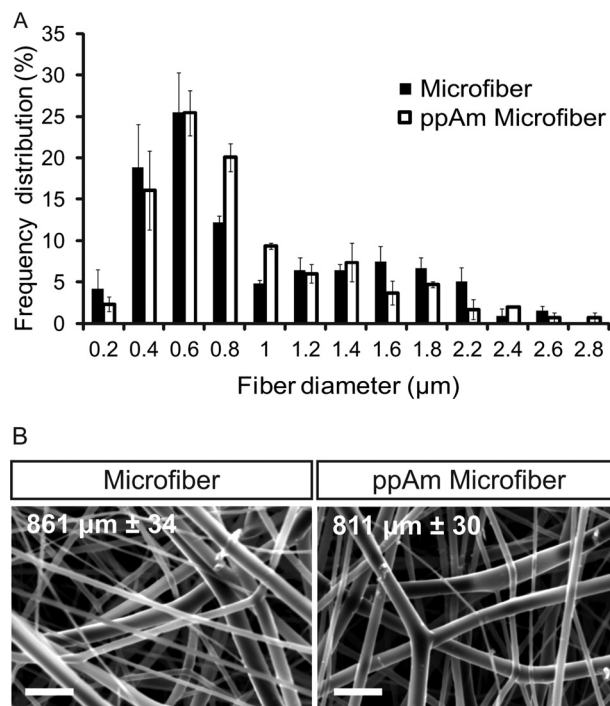 A
Frequency distribution (%)
35
30
25
20
15
10
5
0
Microfiber
ppAm Microfiber
0.2 0.4 0.6 0.8 1 1.2 1.4 1.6 1.8 2.2 2.4 2.6 2.8
Fiber diameter (μm)
B
Microfiber ppAm Microfiber
861 μm ± 34 811 μm ± 30